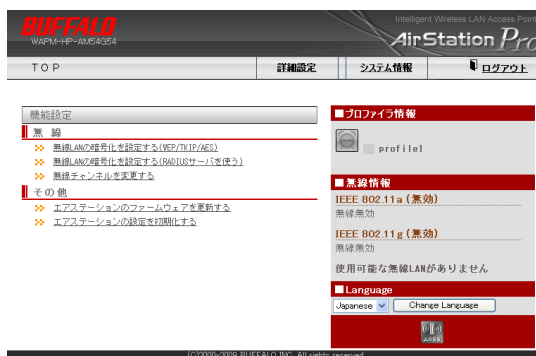 BUFFALO
WAPM-HP-AM54G54
Intelligent Wireless LAN Access Point
AirStation Pro
TOP
詳細設定
システム情報
ログアウト
機能設定
無 線
無線LANの暗号化を設定する(WEP/TKIP/AES)
無線LANの暗号化を設定する(RADIUSサーバを使う)
無線チャンネルを変更する
その他
エアステーションのファームウェアを更新する
エアステーションの設定を初期化する
■プロファイラ情報
profile1
■無線情報
IEEE 802.11a (無効)
無線無効
IEEE 802.11g (無効)
無線無効
使用可能な無線LANがありません
■Language
Japanese
Change Language
AOSS
(C)2000-2009 BUFFALO INC. All rights reserved.